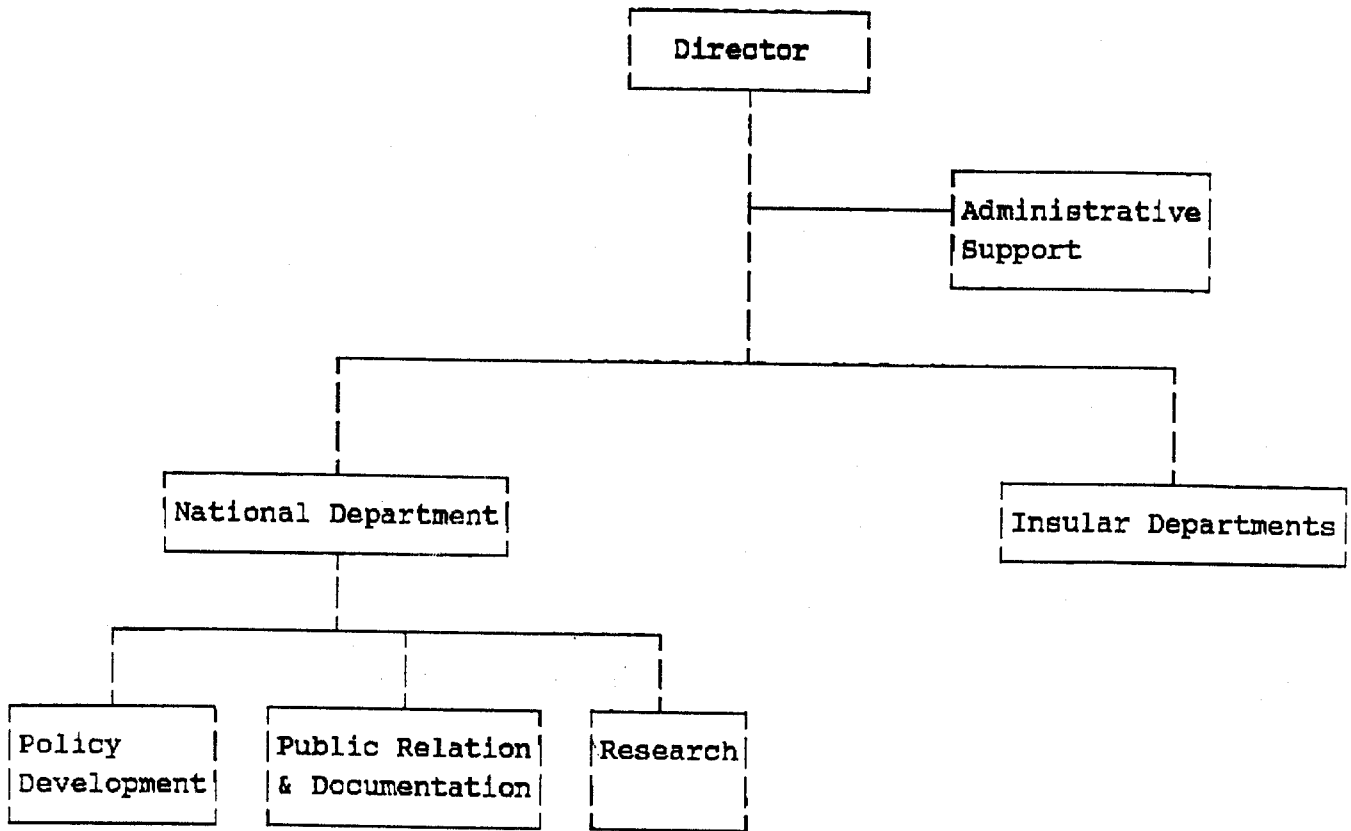 Director
Administrative
Support
National Department
Insular Departments
Policy
Development
Public Relation
& Documentation
Research